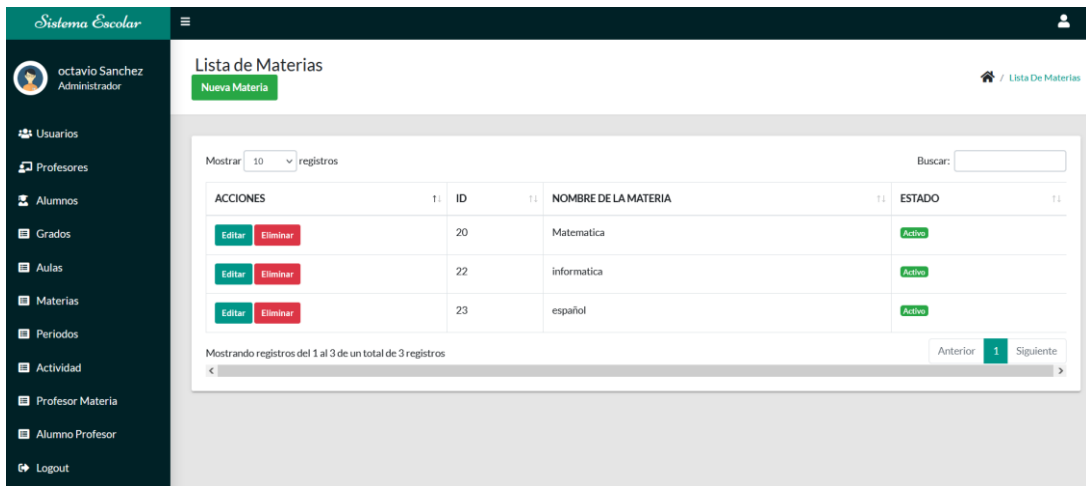 Sistema Escolar
octavio Sanchez
Administrador
Usuarios
Profesores
Alumnos
Grados
Aulas
Materias
Periodos
Actividad
Profesor Materia
Alumno Profesor
Logout
Lista de Materias
Nueva Materia
/ Lista De Materias
Mostrar 10 registros
Buscar:
ACCIONES ID NOMBRE DE LA MATERIA ESTADO
Editar Eliminar 20 Matematica Activo
Editar Eliminar 22 informatica Activo
Editar Eliminar 23 español Activo
Mostrando registros del 1 al 3 de un total de 3 registros
Anterior 1 Siguiente